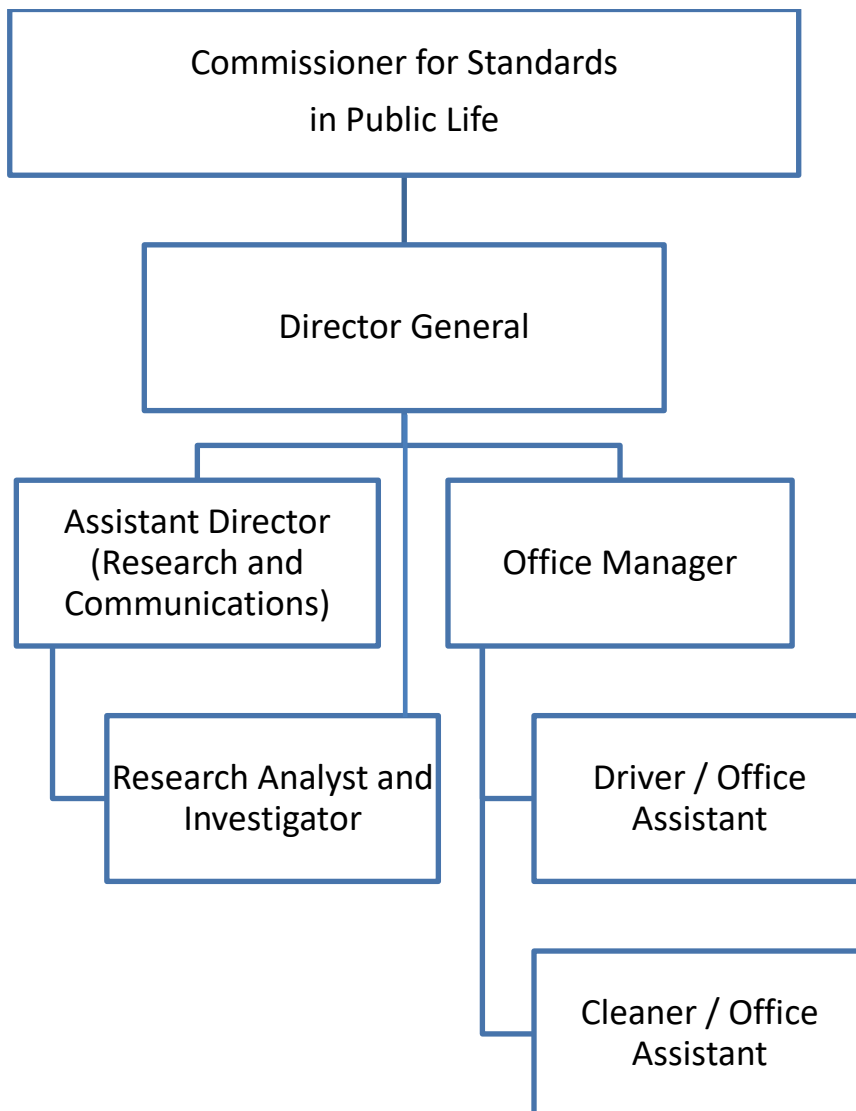 Commissioner for Standards
in Public Life
Director General
Assistant Director
(Research and
Communications)
Office Manager
Research Analyst and
Investigator
Driver / Office
Assistant
Cleaner / Office
Assistant